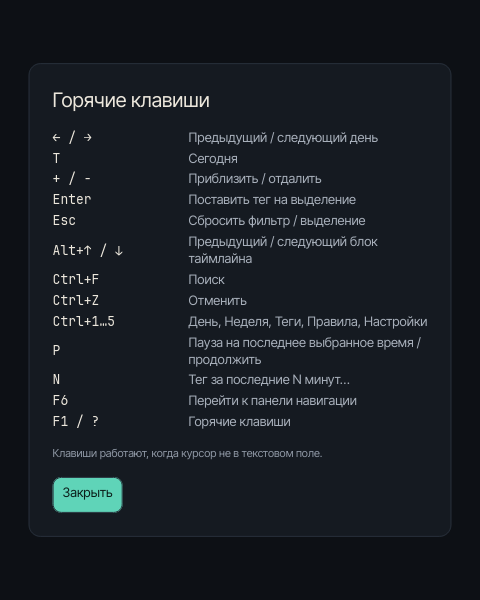 Горячие клавиши
← / → Предыдущий / следующий день
T Сегодня
+ / - Приблизить / отдалить
Enter Поставить тег на выделение
Esc Сбросить фильтр / выделение
Alt+↑ / ↓ Предыдущий / следующий блок
таймлайна
Ctrl+F Поиск
Ctrl+Z Отменить
Ctrl+1…5 День, Неделя, Теги, Правила, Настройки
P Пауза на последнее выбранное время /
продолжить
N Тег за последние N минут…
F6 Перейти к панели навигации
F1 / ? Горячие клавиши
Клавиши работают, когда курсор не в текстовом поле.
Закрыть